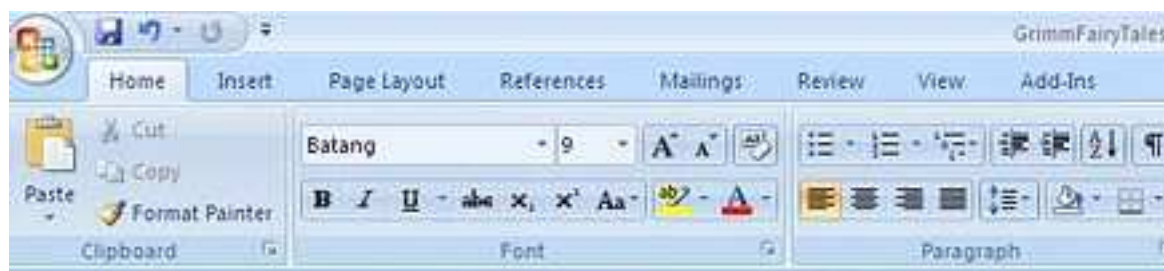 GrimmFairyTales
Home Insert Page Layout References Mailings Review View Add-Ins
Cut
Batang 9
Copy
Paste
Format Painter
Clipboard Font Paragraph